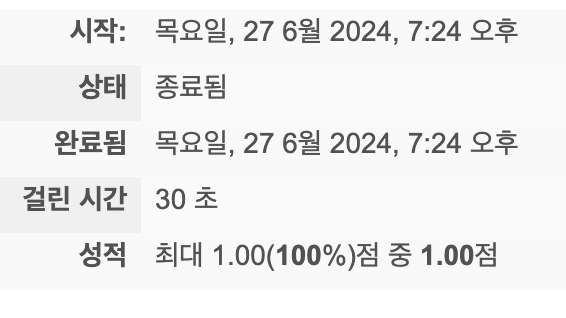 시작: 목요일, 27 6월 2024, 7:24 오후
상태 종료됨
완료됨 목요일, 27 6월 2024, 7:24 오후
걸린 시간 30 초
성적 최대 1.00(100%)점 중 1.00점